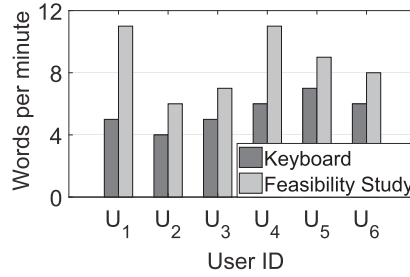 Words per minute
12
8
4
0
Keyboard
Feasibility Study
U1 U2 U3 U4 U5 U6
User ID